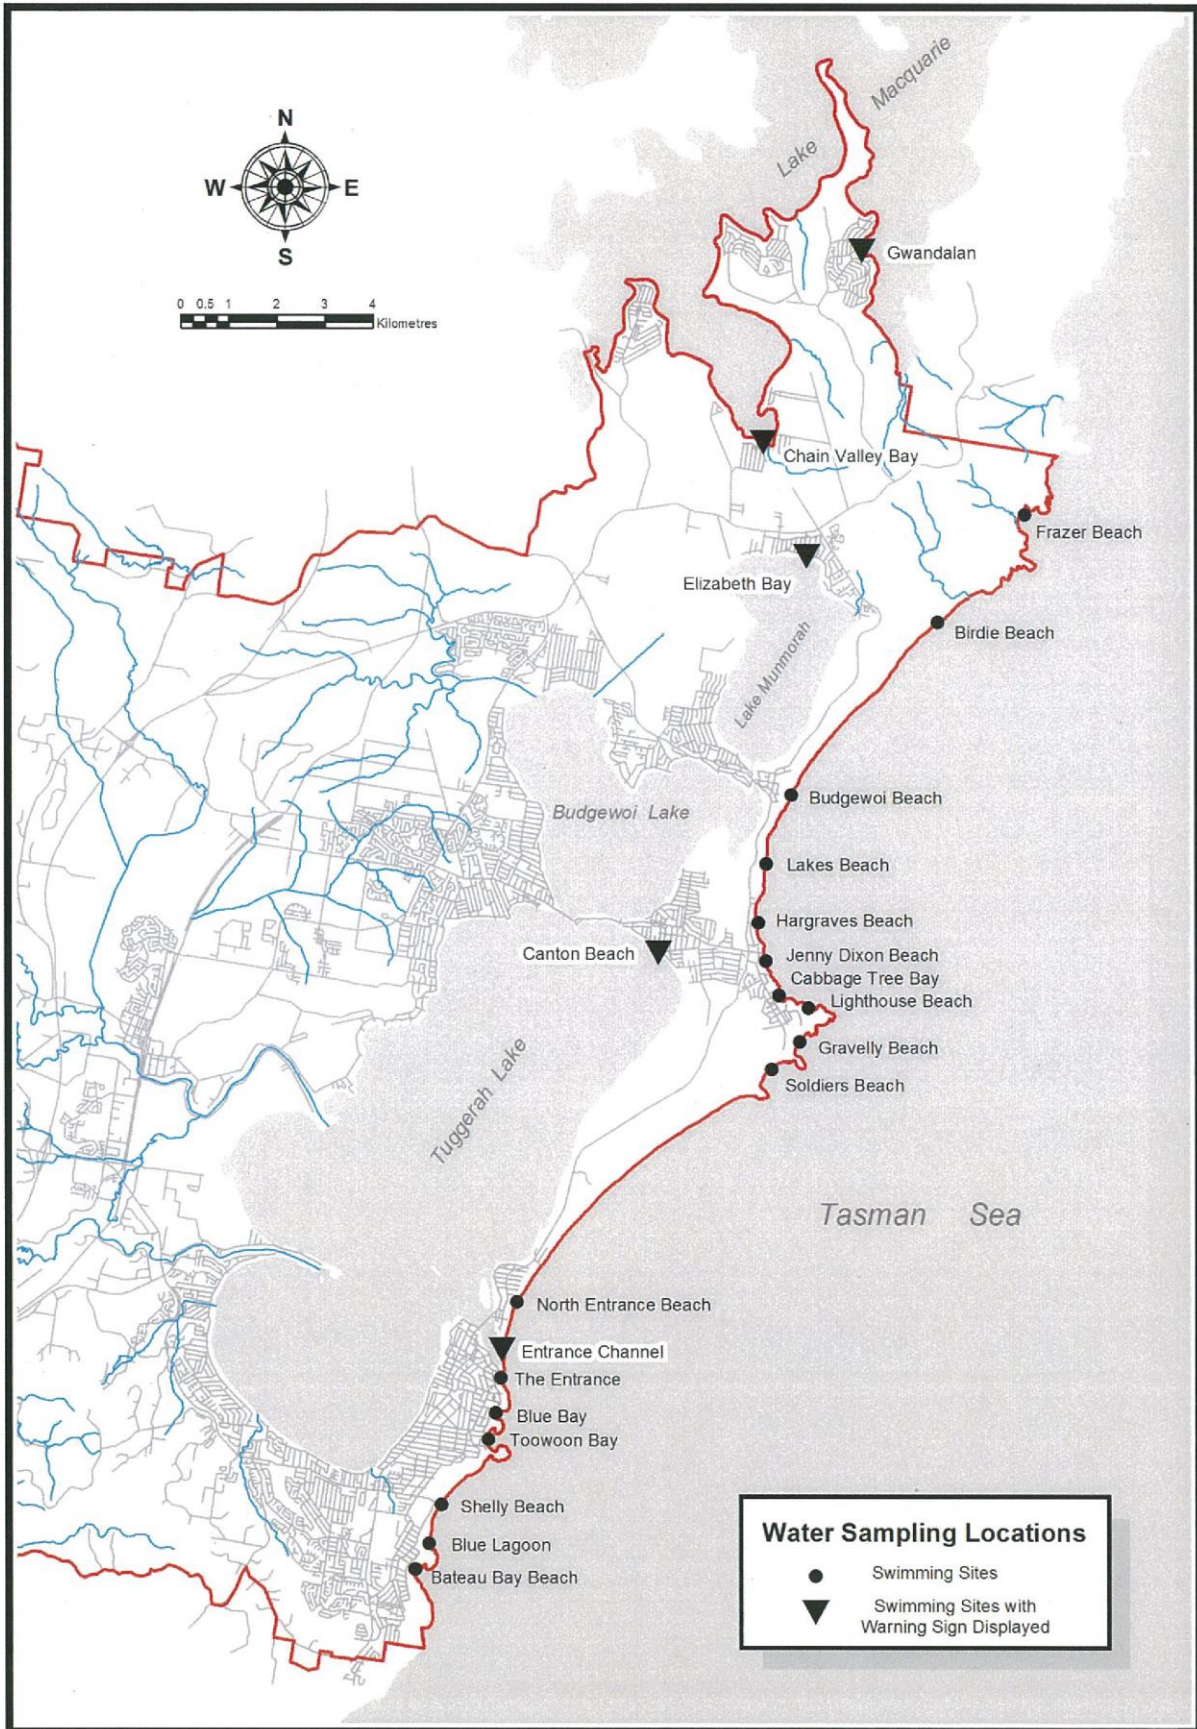 Lake Macquarie
N
W E
S
0 0.5 1 2 3 4
Kilometres
Gwandalan
Chain Valley Bay
Frazer Beach
Elizabeth Bay
Birdie Beach
Lake Munmorah
Budgewoi Beach
Budgewoi Lake
Lakes Beach
Hargraves Beach
Canton Beach
Jenny Dixon Beach
Cabbage Tree Bay
Lighthouse Beach
Gravelly Beach
Soldiers Beach
Tuggerah Lake
Tasman Sea
North Entrance Beach
Entrance Channel
The Entrance
Blue Bay
Toowoon Bay
Shelly Beach
Blue Lagoon
Bateau Bay Beach
Water Sampling Locations
Swimming Sites
Swimming Sites with
Warning Sign Displayed